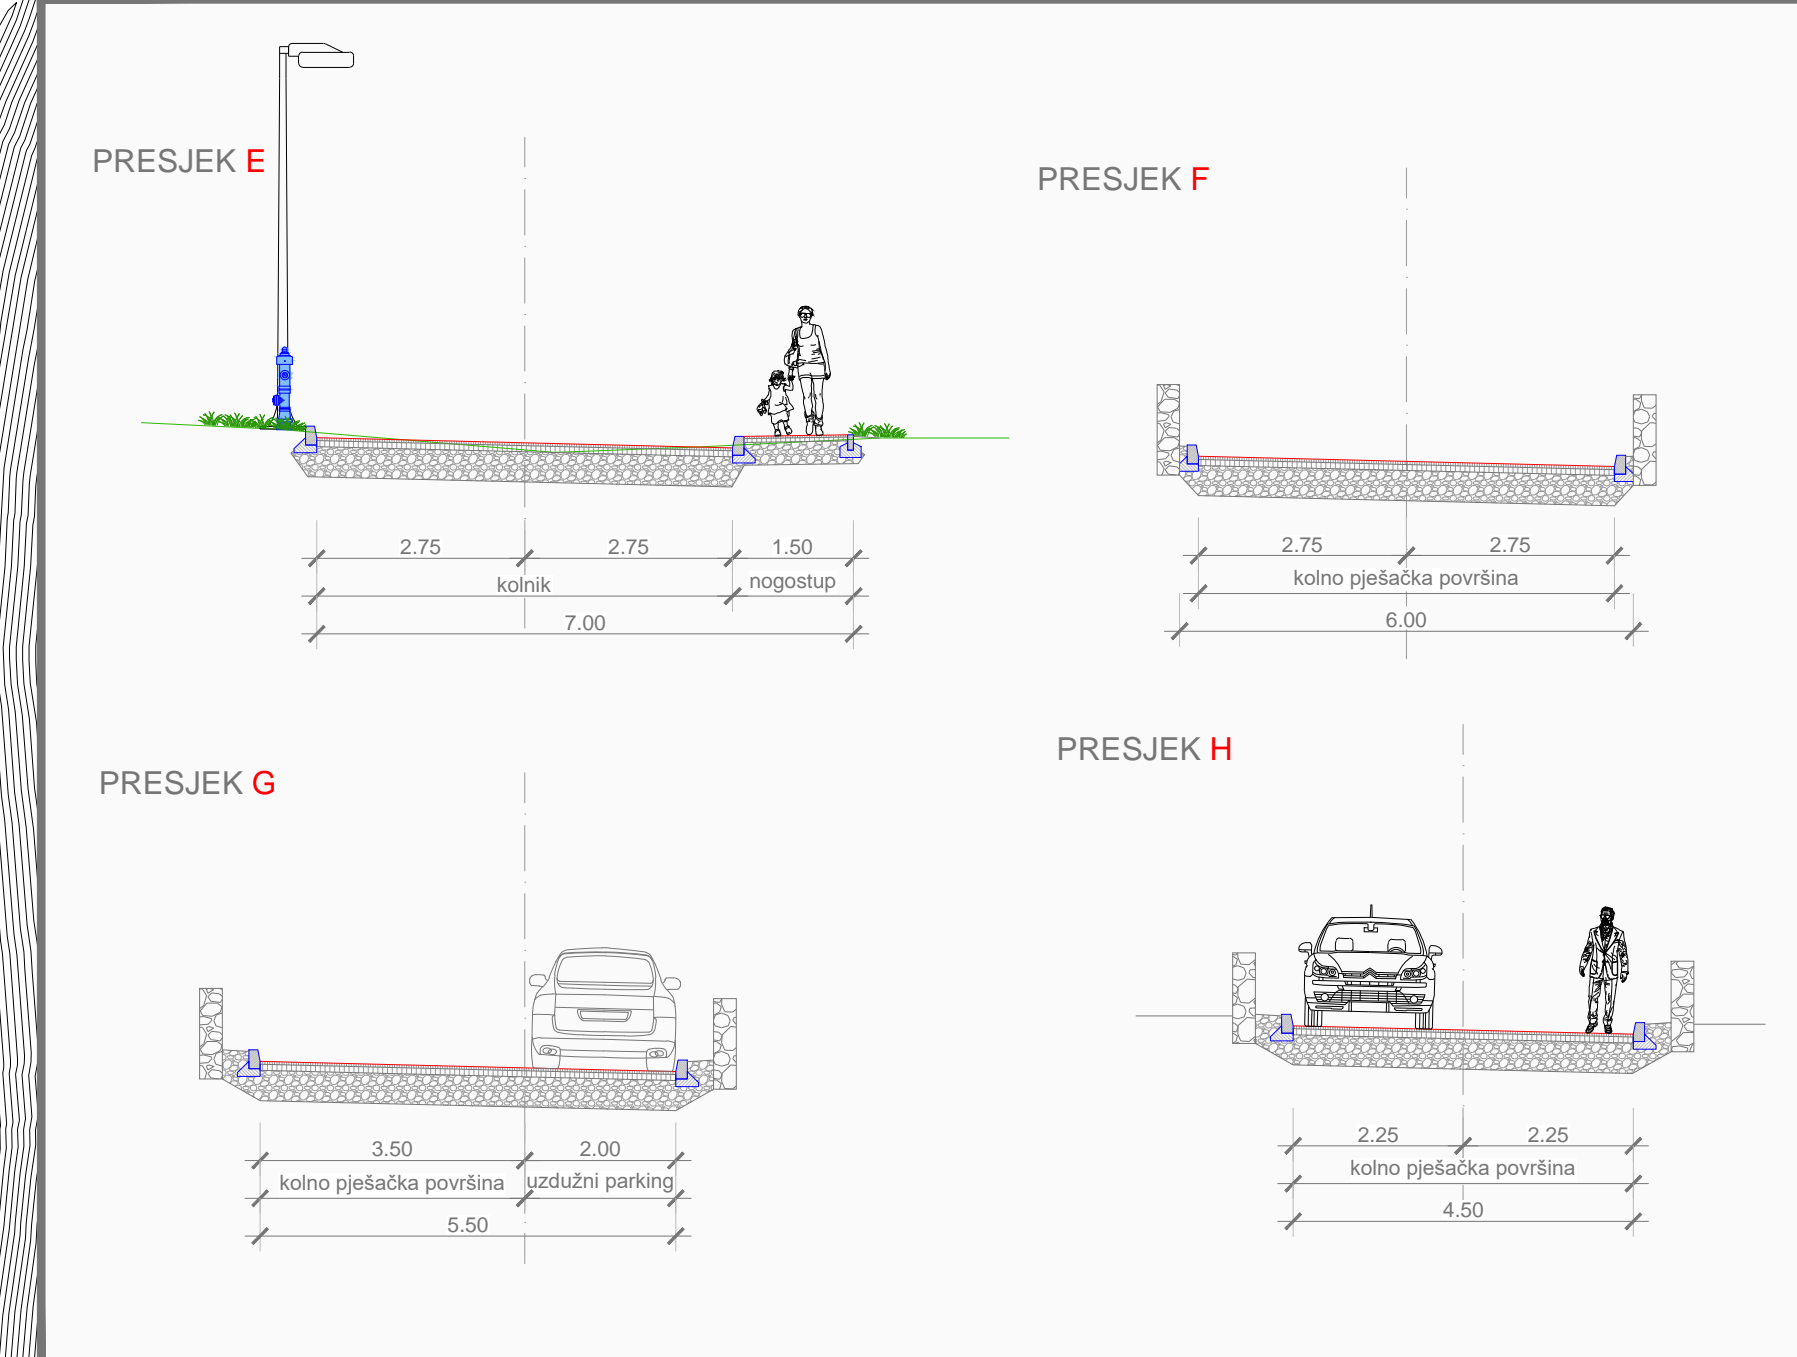 PRESJEK E
2.75 2.75 1.50
kolnik nogostup
7.00
PRESJEK F
2.75 2.75
kolno pješačka površina
6.00
PRESJEK G
3.50 2.00
kolno pješačka površina uzdužni parking
5.50
PRESJEK H
2.25 2.25
kolno pješačka površina
4.50